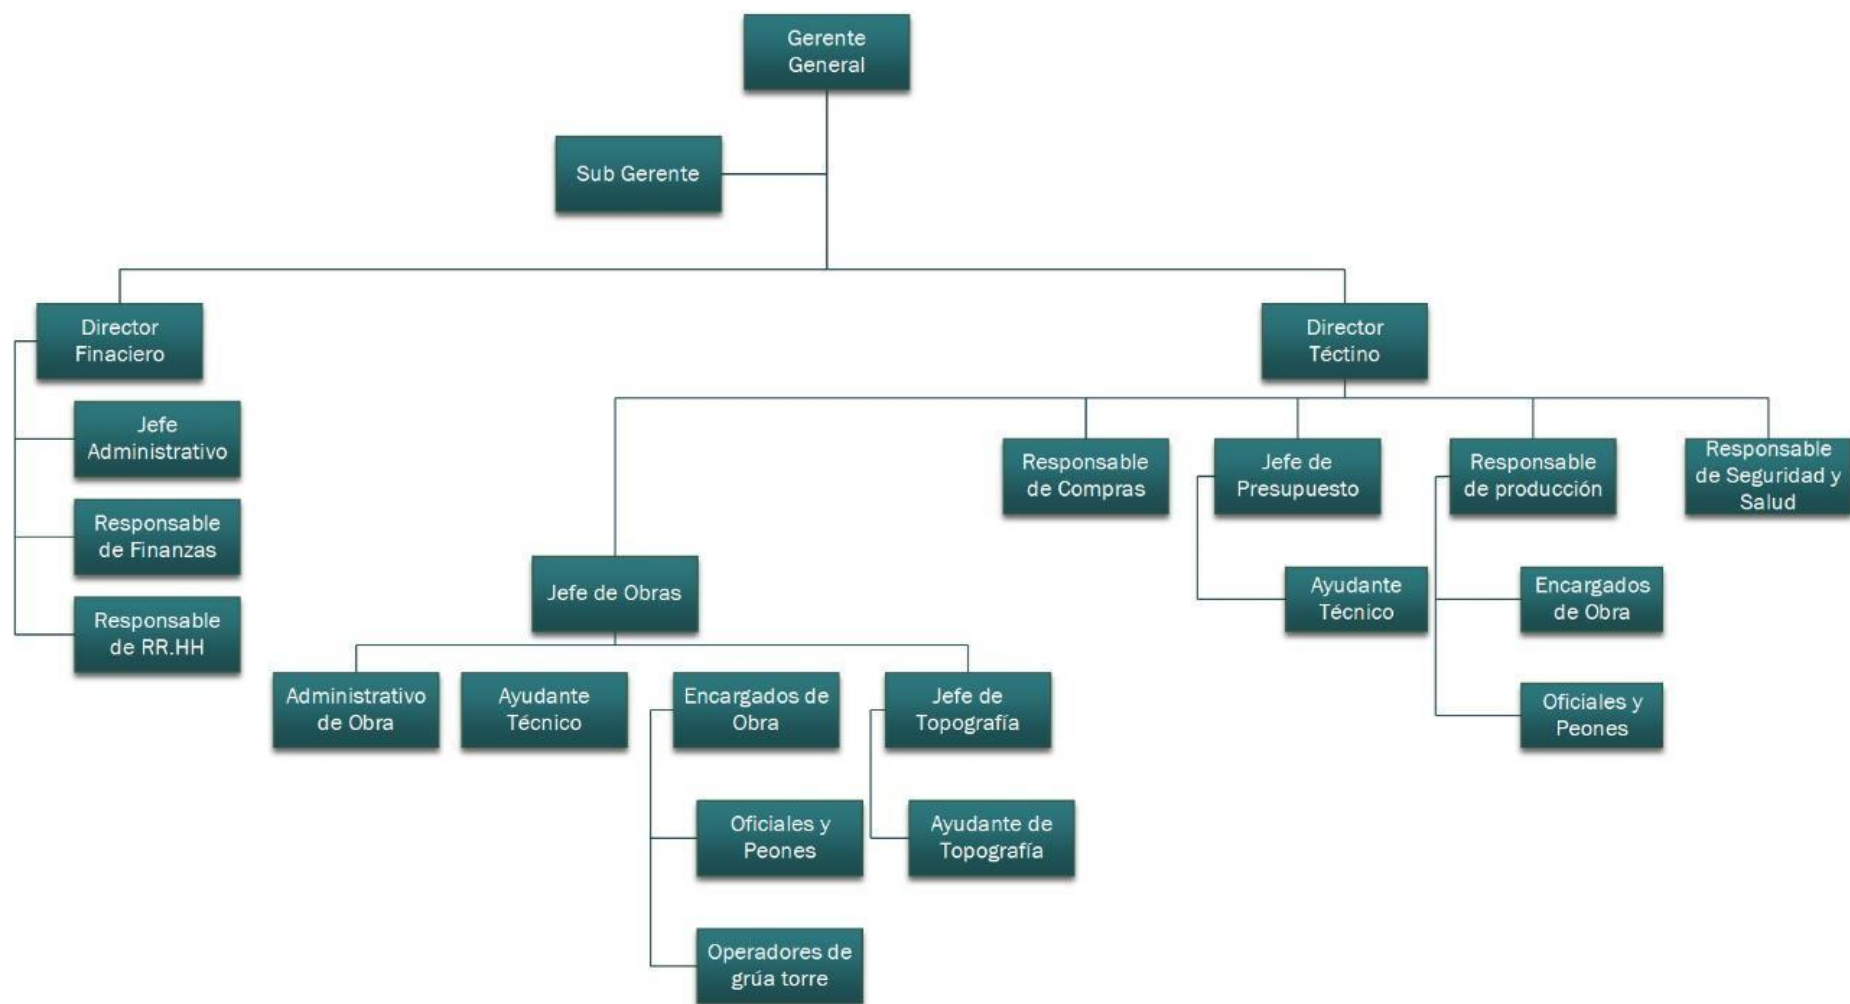 Gerente
General
Sub Gerente
Director
Finaciero
Director
Téctino
Jefe
Administrativo
Responsable
de Finanzas
Responsable
de RR.HH
Responsable
de Compras
Jefe de
Presupuesto
Responsable
de producción
Responsable
de Seguridad y
Salud
Jefe de Obras
Ayudante
Técnico
Encargados
de Obra
Administrativo
de Obra
Ayudante
Técnico
Encargados de
Obra
Jefe de
Topografía
Oficiales y
Peones
Oficiales y
Peones
Ayudante de
Topografía
Operadores de
grúa torre